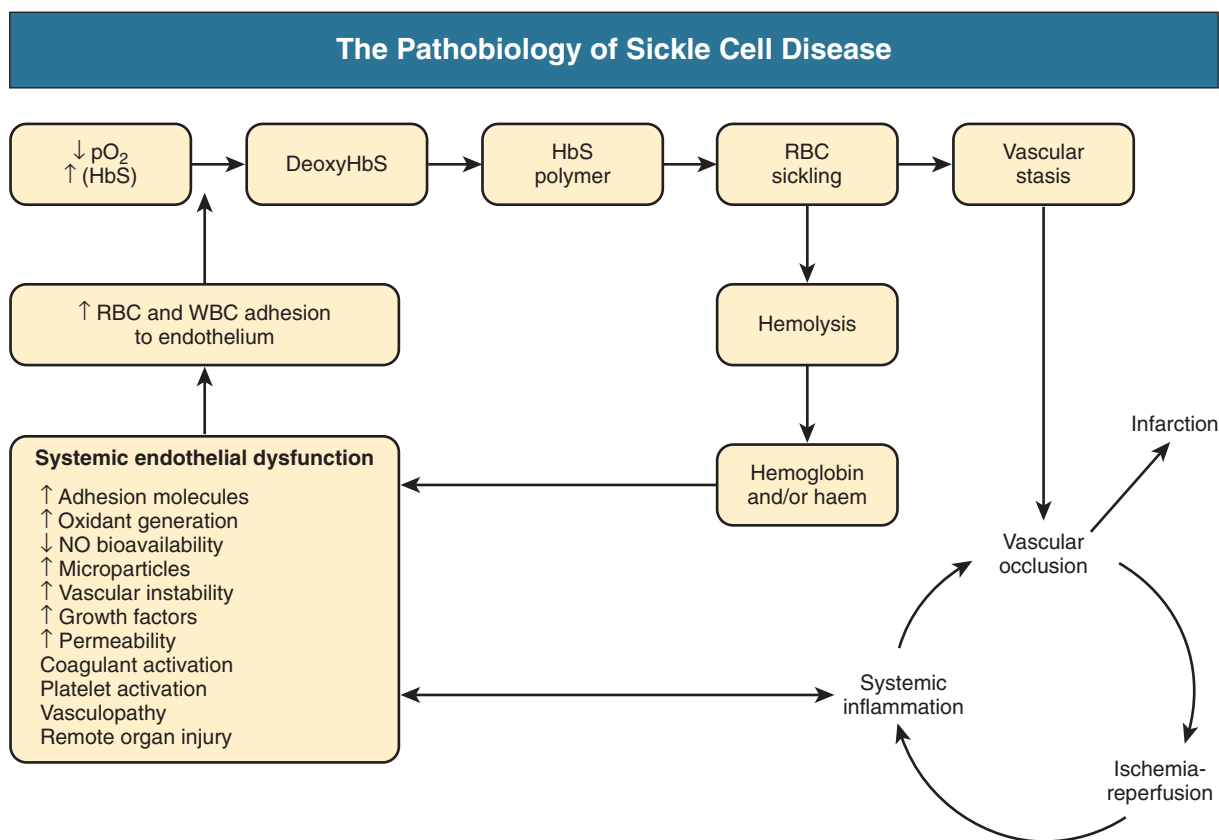 The Pathobiology of Sickle Cell Disease
↓ pO₂
↑ (HbS)
DeoxyHbS
HbS
polymer
RBC
sickling
Vascular
stasis
↑ RBC and WBC adhesion
to endothelium
Hemolysis
Infarction
Systemic endothelial dysfunction
↑ Adhesion molecules
↑ Oxidant generation
↓ NO bioavailability
↑ Microparticles
↑ Vascular instability
↑ Growth factors
↑ Permeability
Coagulant activation
Platelet activation
Vasculopathy
Remote organ injury
Hemoglobin
and/or haem
Vascular
occlusion
Systemic
inflammation
Ischemia-
reperfusion